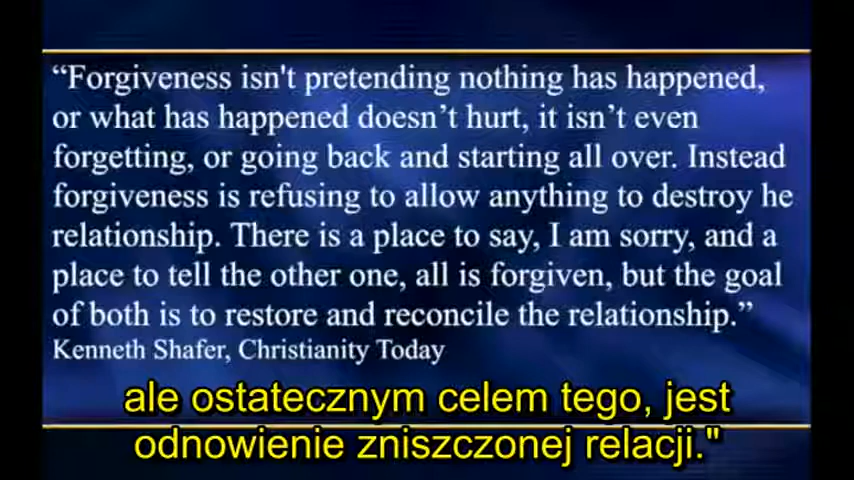 “Forgiveness isn't pretending nothing has happened,
or what has happened doesn’t hurt, it isn’t even
forgetting, or going back and starting all over. Instead
forgiveness is refusing to allow anything to destroy he
relationship. There is a place to say, I am sorry, and a
place to tell the other one, all is forgiven, but the goal
of both is to restore and reconcile the relationship.”
Kenneth Shafer, Christianity Today
ale ostatecznym celem tego, jest
odnowienie zniszczonej relacji."